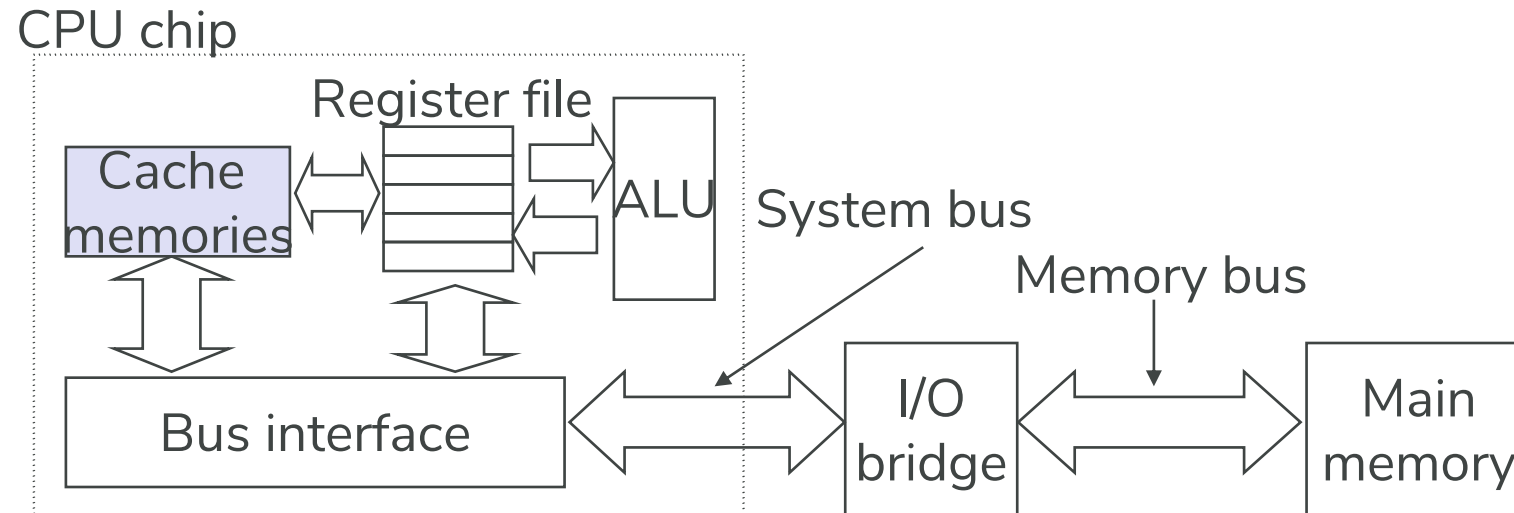 CPU chip
Register file
Cache
memories
ALU
System bus
Memory bus
Bus interface
I/O
bridge
Main
memory